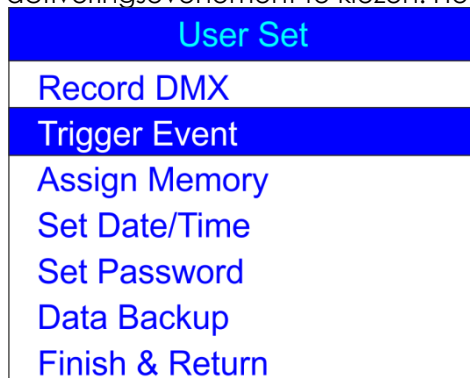 User Set
Record DMX
Trigger Event
Assign Memory
Set Date/Time
Set Password
Data Backup
Finish & Return